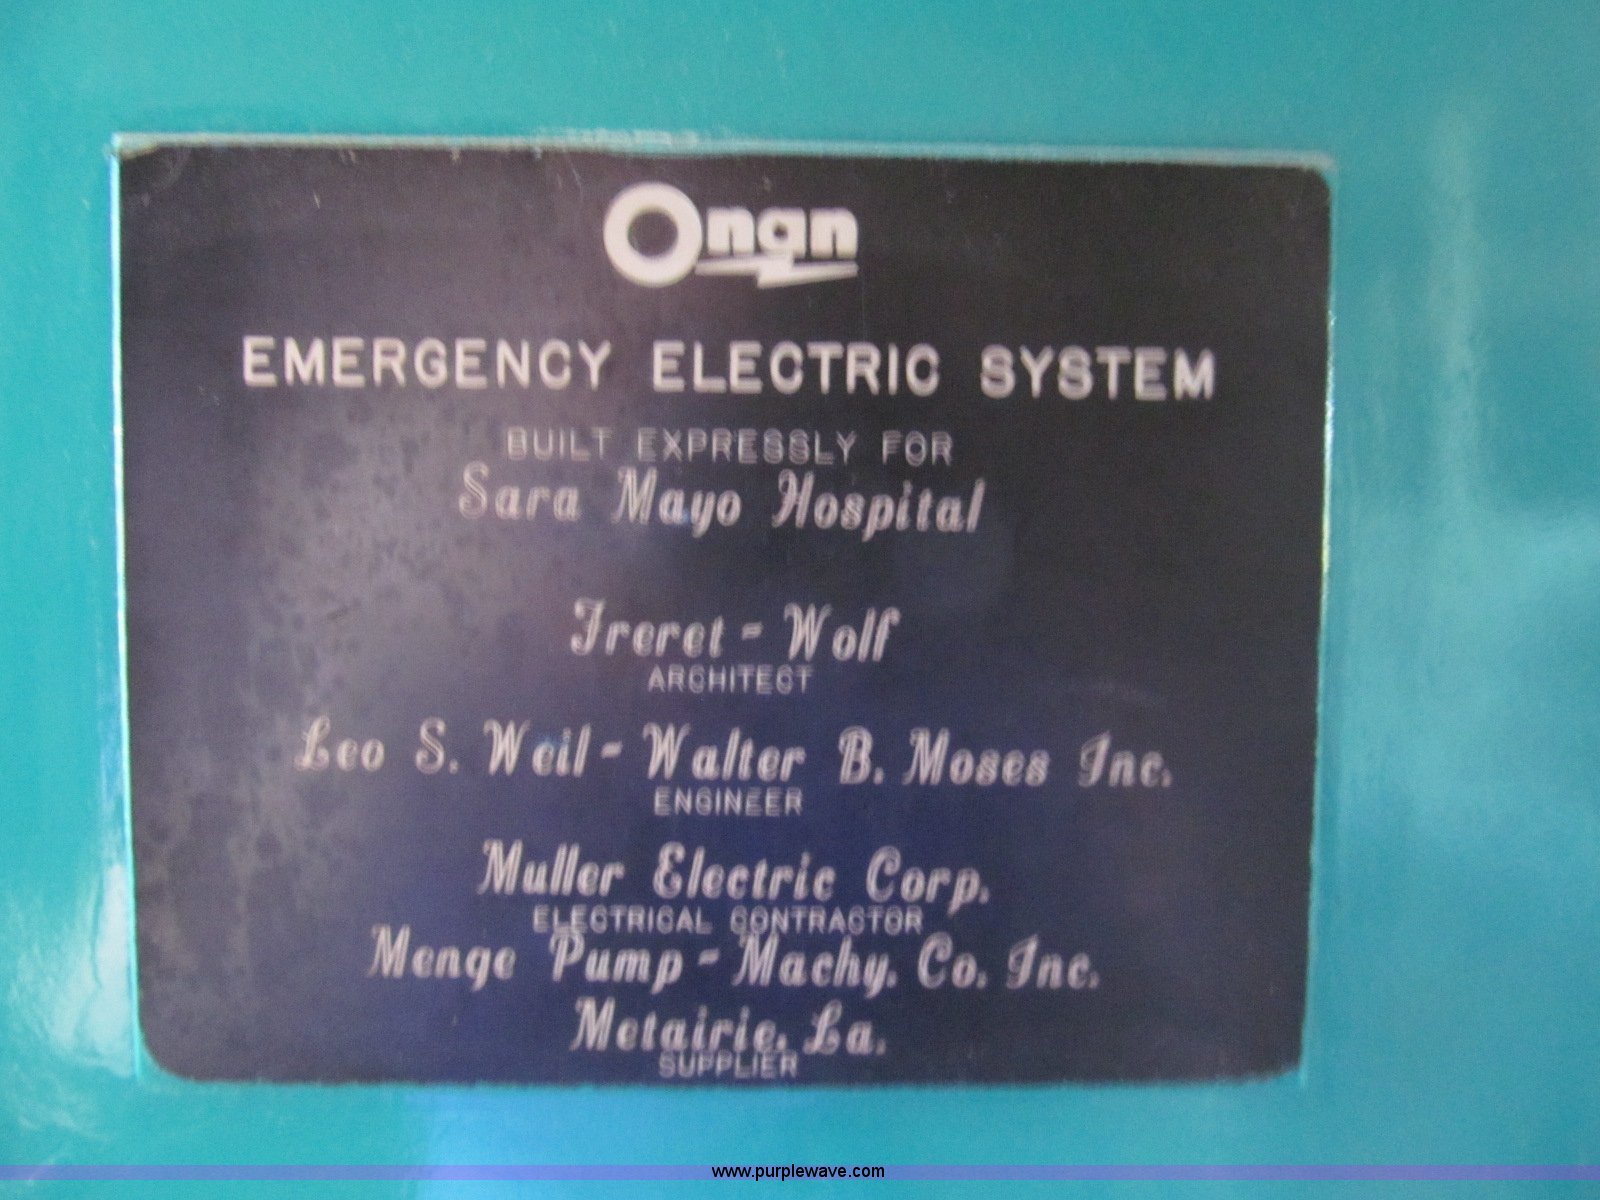 Onan
EMERGENCY ELECTRIC SYSTEM
BUILT EXPRESSLY FOR
Sara Mayo Hospital
Freret - Wolf
ARCHITECT
Leo S. Weil - Walter B. Moses Inc.
ENGINEER
Muller Electric Corp.
ELECTRICAL CONTRACTOR
Menge Pump - Machy. Co. Inc.
Metairie, La.
SUPPLIER
www.purplewave.com